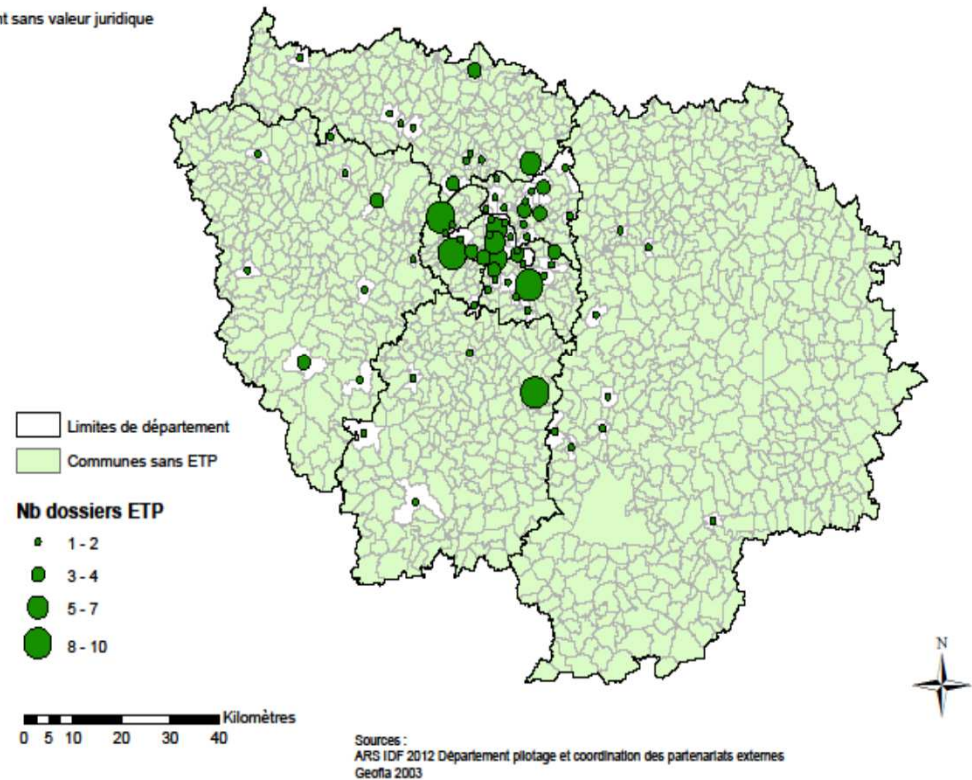 nt sans valeur juridique
Limites de département
Communes sans ETP
Nb dossiers ETP
1 - 2
3 - 4
5 - 7
8 - 10
N
Kilomètres
0 5 10 20 30 40
Sources :
ARS IDF 2012 Département pilotage et coordination des partenariats externes
Geofla 2003